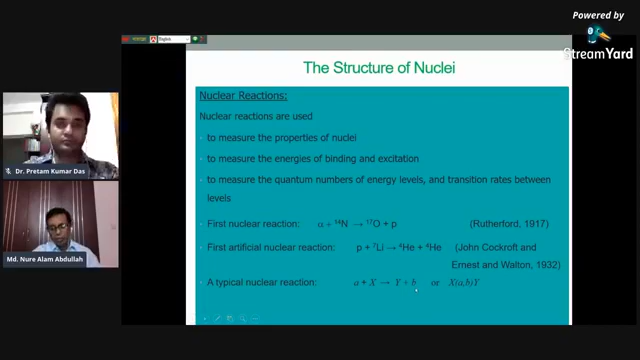 Powered by
StreamYard
English
The Structure of Nuclei
Nuclear Reactions:
Nuclear reactions are used
to measure the properties of nuclei
to measure the energies of binding and excitation
to measure the quantum numbers of energy levels, and transition rates between
levels
First nuclear reaction: α + ¹⁴N → ¹⁷O + p (Rutherford, 1917)
First artificial nuclear reaction: p + ⁷Li → ⁴He + ⁴He (John Cockroft and
Ernest and Walton, 1932)
A typical nuclear reaction: a + X → Y + b or X(a,b)Y
Dr. Pretam Kumar Das
Md. Nure Alam Abdullah